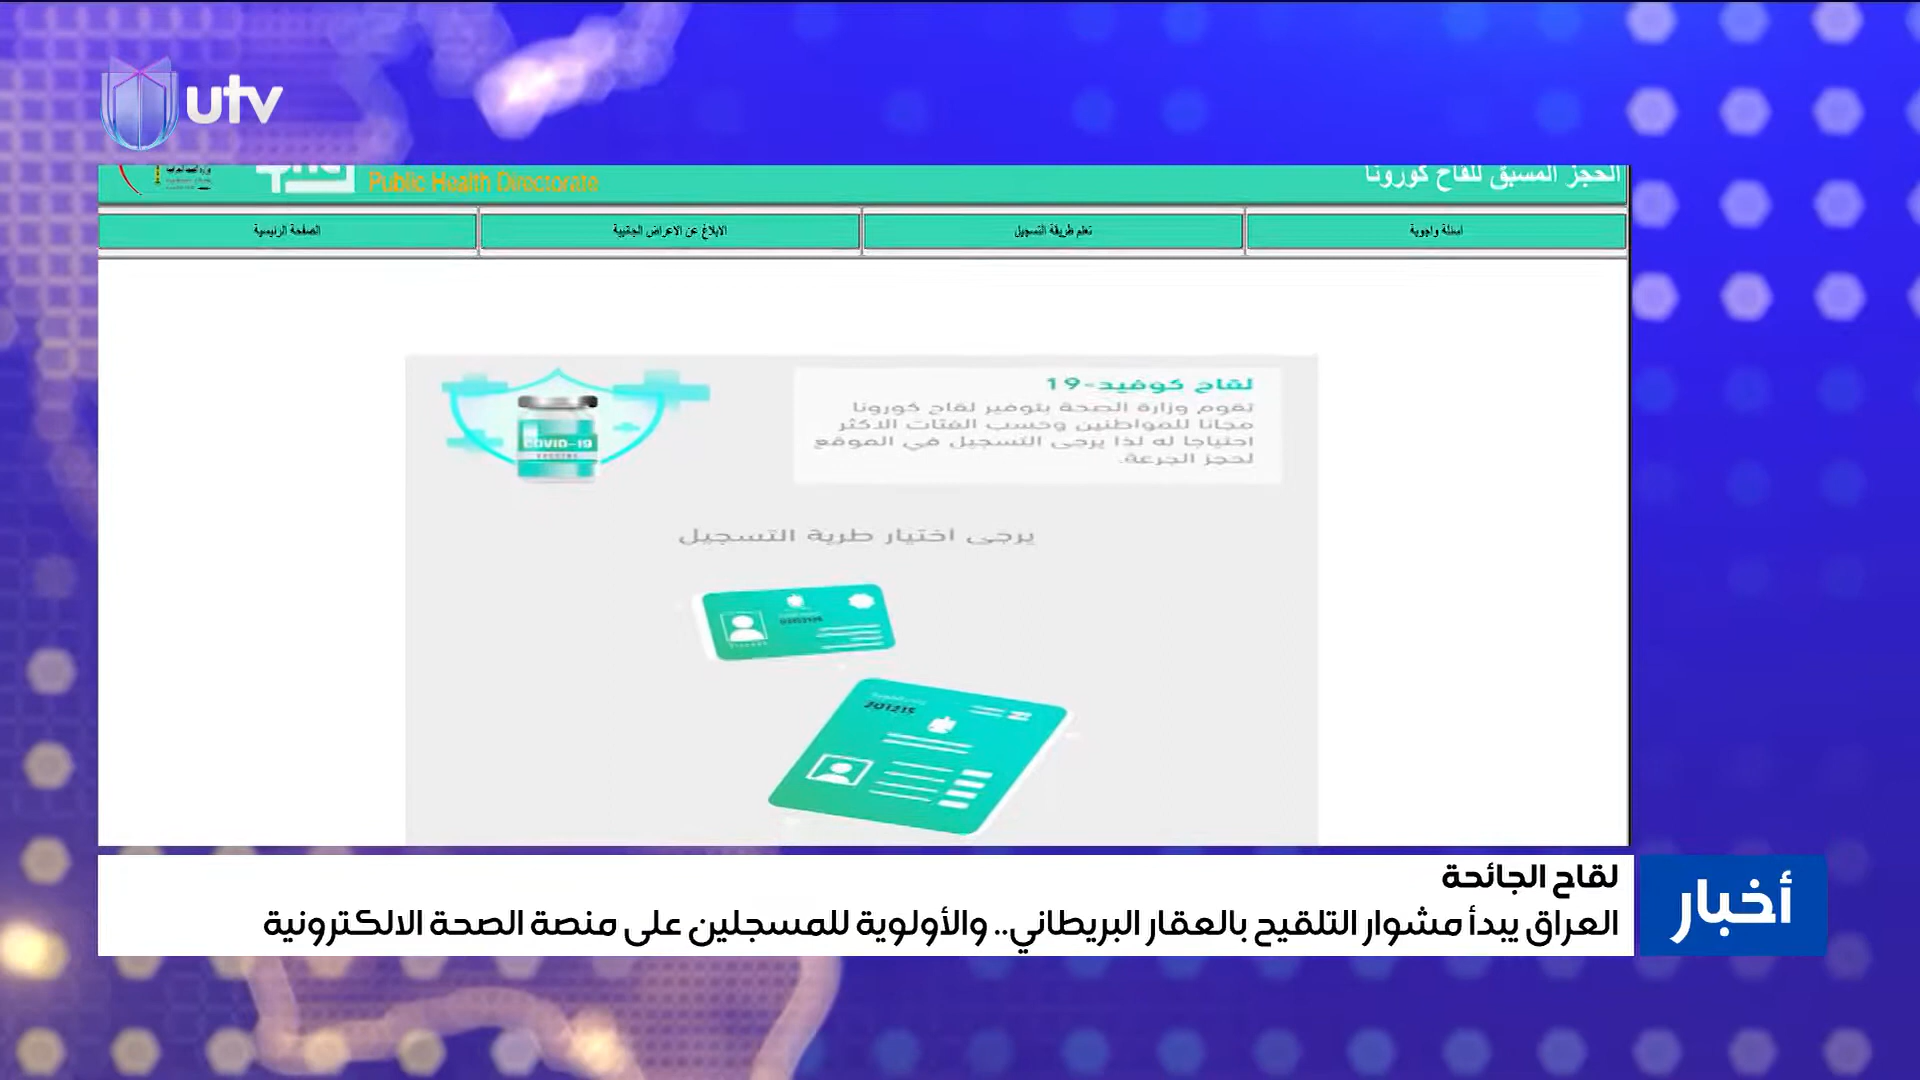 utv
الحجز المسبق للقاح كورونا
Public Health Directorate
اسئلة واجوبة
تعلم طريقة التسجيل
الابلاغ عن الاعراض الجانبية
الصفحة الرئيسية
لقاح كوفيد-19
تقوم وزارة الصحة بتوفير لقاح كورونا
مجانا للمواطنين وحسب الفئات الاكثر
احتياجا له لذا يرجى التسجيل في الموقع
لحجز الجرعة.
COVID-19
VACCINE
يرجى اختيار طرية التسجيل
201215
أخبار
لقاح الجائحة
العراق يبدأ مشوار التلقيح بالعقار البريطاني.. والأولوية للمسجلين على منصة الصحة الالكترونية